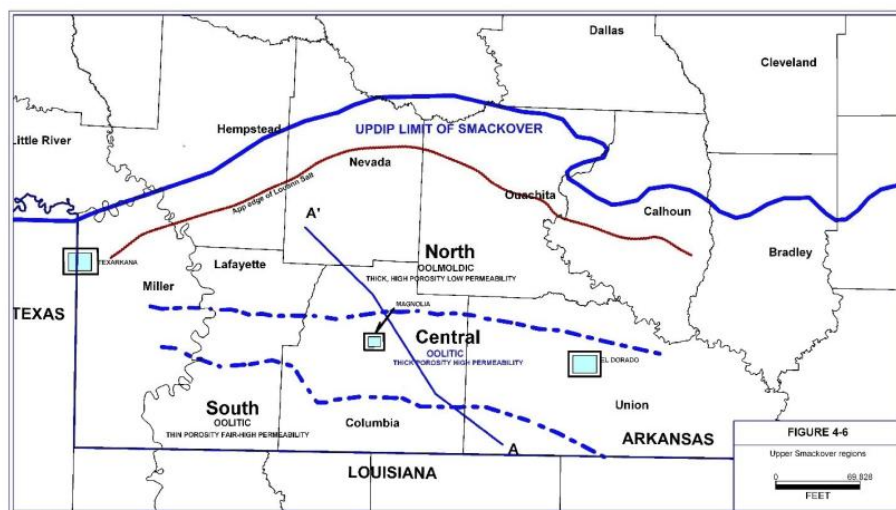 Dallas
Cleveland
Hempstead
UPDIP LIMIT OF SMACKOVER
Little River
Nevada
App edge of Louann Salt
Ouachita
Calhoun
A'
North
OOLMOLDIC
THICK, HIGH POROSITY LOW PERMEABILITY
Bradley
TEXARKANA
Lafayette
Miller
MAGNOLIA
TEXAS
Central
OOLITIC
THICK POROSITY HIGH PERMEABILITY
EL DORADO
South
OOLITIC
THIN POROSITY FAIR-HIGH PERMEABILITY
Columbia
Union
ARKANSAS
A
LOUISIANA
FIGURE 4-6
Upper Smackover regions
0 69,828
FEET